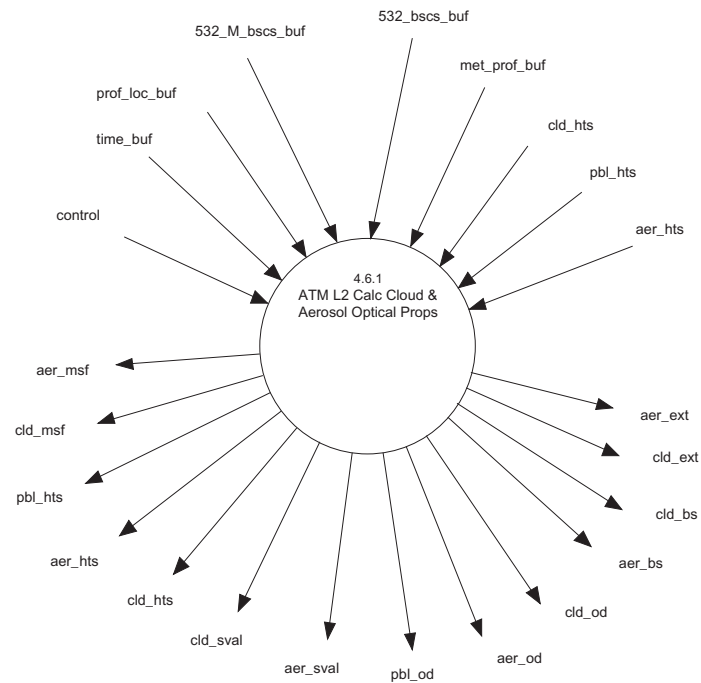 532_bscs_buf
532_M_bscs_buf
met_prof_buf
prof_loc_buf
cld_hts
time_buf
pbl_hts
control
aer_hts
4.6.1
ATM L2 Calc Cloud &
Aerosol Optical Props
aer_msf
aer_ext
cld_msf
cld_ext
pbl_hts
cld_bs
aer_hts
aer_bs
cld_hts
cld_od
cld_sval
aer_od
aer_sval
pbl_od